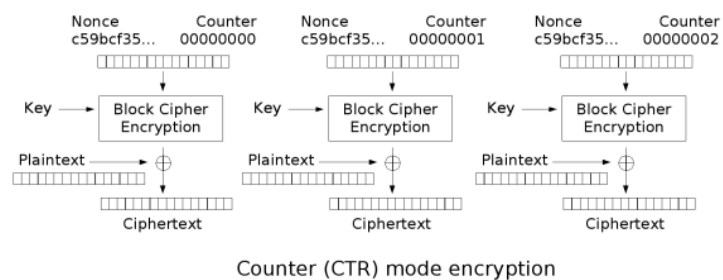 Nonce Counter
c59bcf35... 00000000
Key
Block Cipher
Encryption
Plaintext
Ciphertext
Nonce Counter
c59bcf35... 00000001
Key
Block Cipher
Encryption
Plaintext
Ciphertext
Nonce Counter
c59bcf35... 00000002
Key
Block Cipher
Encryption
Plaintext
Ciphertext
Counter (CTR) mode encryption